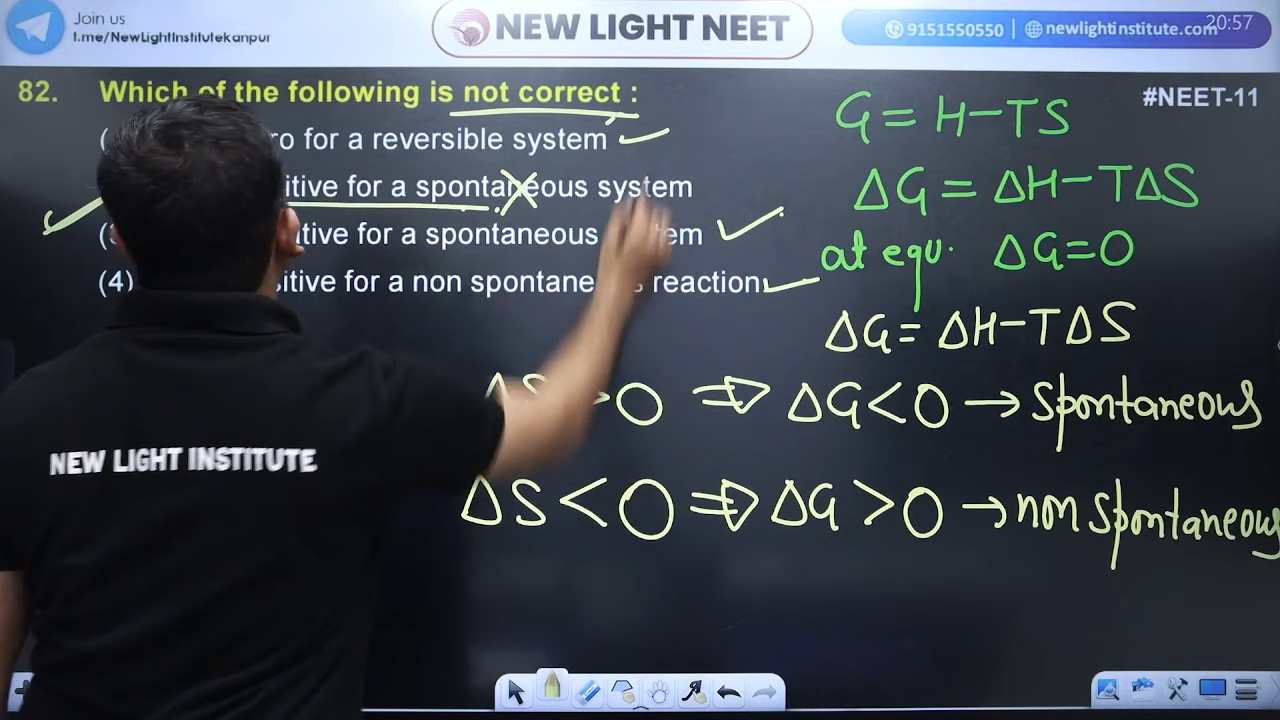 Join us
t.me/NewLightInstitutekanpur
NEW LIGHT NEET
9151550550 | newlightinstitute.com
20:57
#NEET-11
82. Which of the following is not correct :
ro for a reversible system
itive for a spontaneous system
tive for a spontaneous
(4) sitive for a non spontane s reaction
G = H-TS
ΔG = ΔH-TΔS
at equ. ΔG=0
ΔG= ΔH-TΔS
0 ⇒ ΔG<0 → spontaneous
ΔS<0 ⇒ ΔG>0 → non spontaneous
NEW LIGHT INSTITUTE